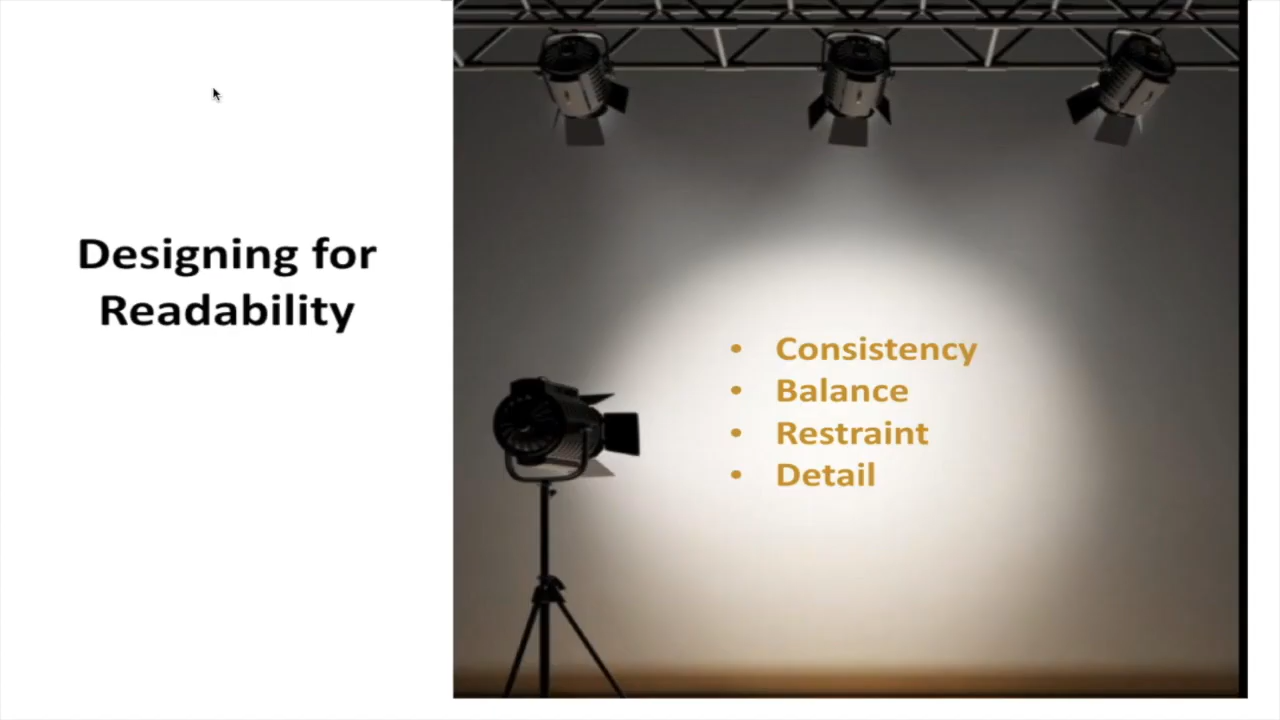 Designing for
Readability
• Consistency
• Balance
• Restraint
• Detail